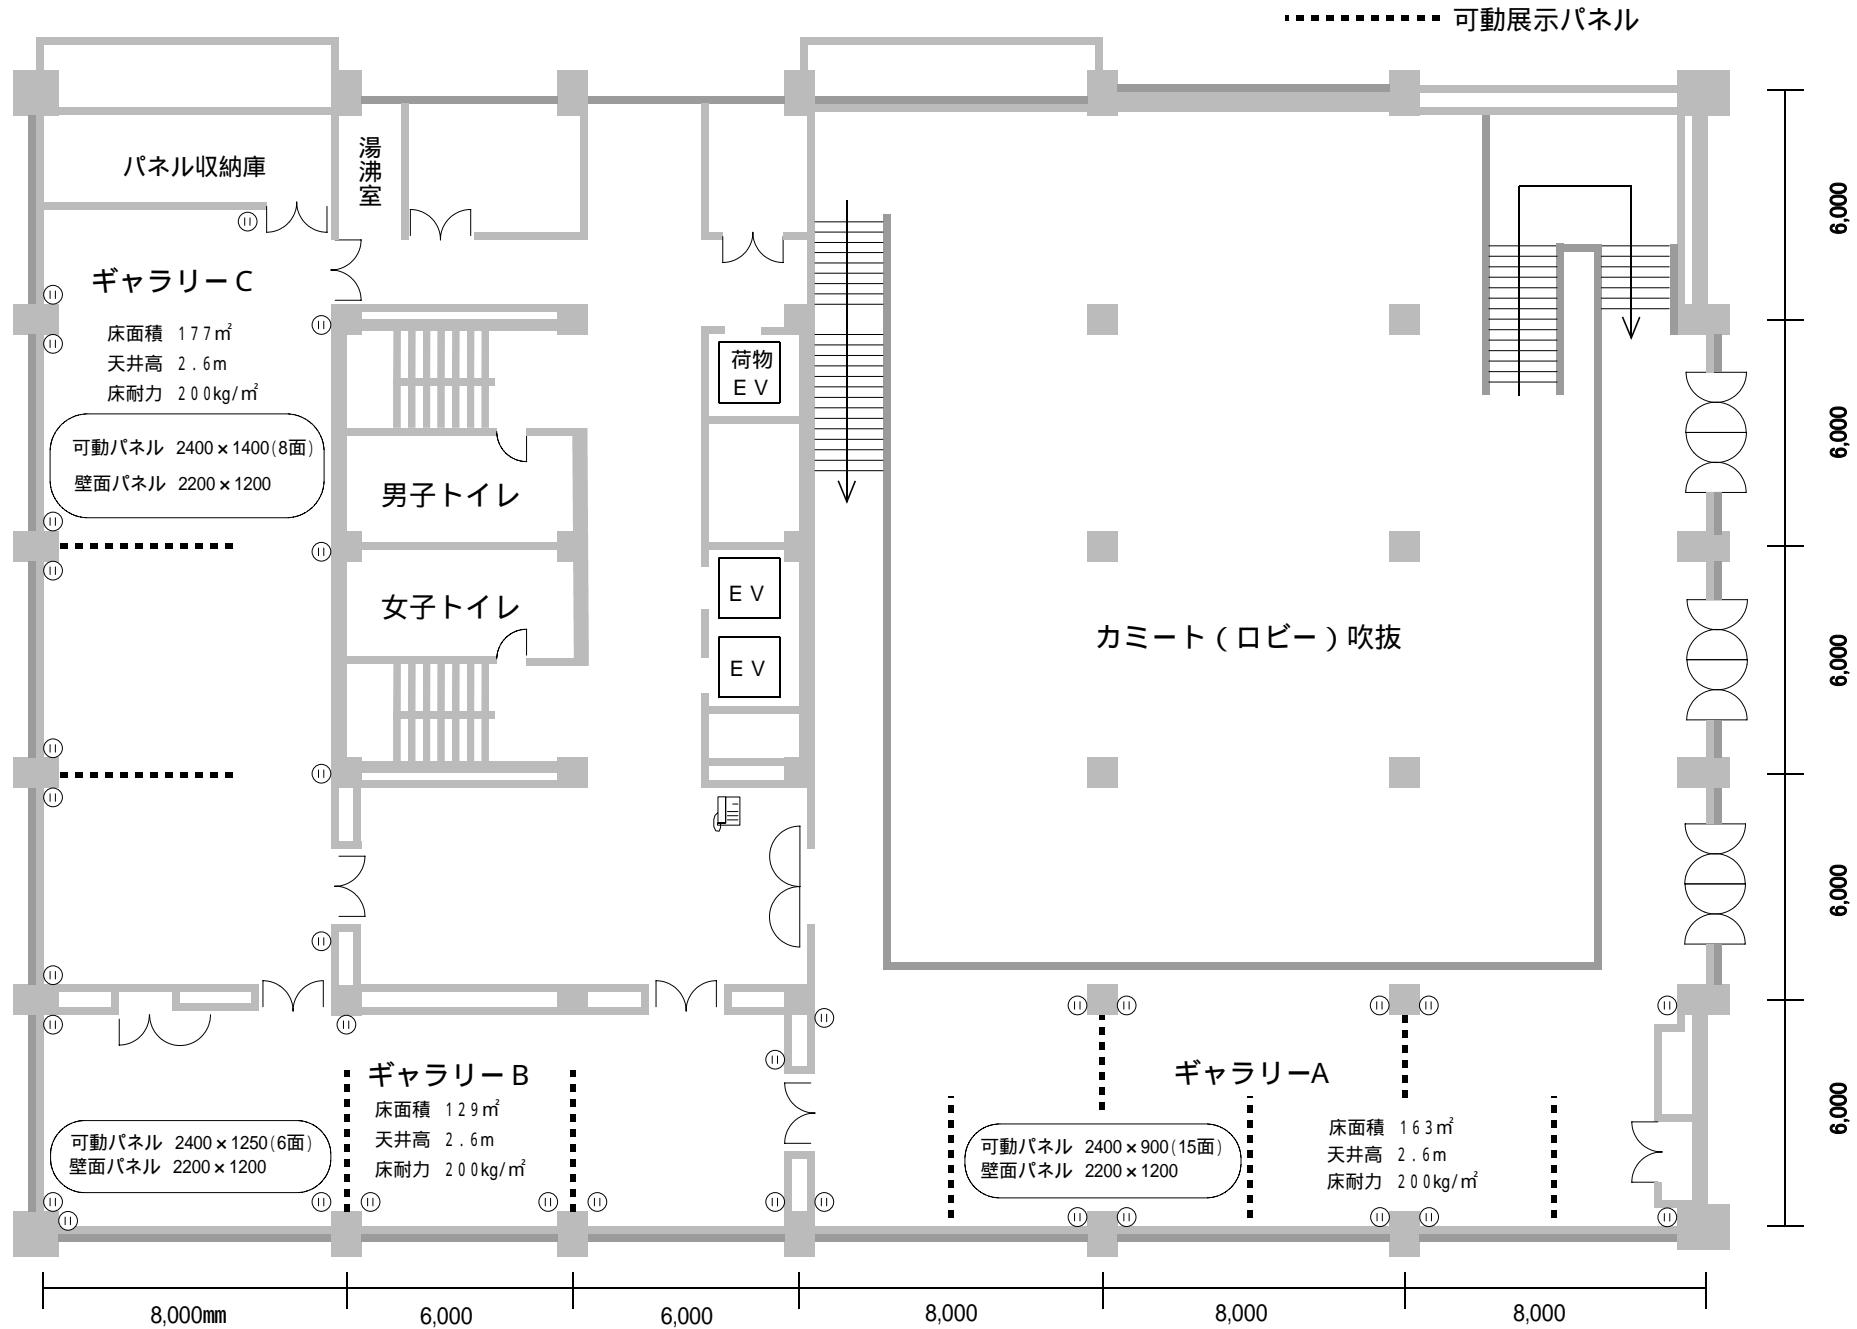 可動展示パネル
パネル収納庫
湯沸室
ギャラリーC
床面積 177㎡
天井高 2.6m
床耐力 200kg/㎡
可動パネル 2400×1400(8面)
壁面パネル 2200×1200
荷物
EV
男子トイレ
女子トイレ
EV
EV
カミート(ロビー)吹抜
6,000
6,000
6,000
6,000
6,000
ギャラリーB
床面積 129㎡
天井高 2.6m
床耐力 200kg/㎡
可動パネル 2400×1250(6面)
壁面パネル 2200×1200
ギャラリーA
可動パネル 2400×900(15面)
壁面パネル 2200×1200
床面積 163㎡
天井高 2.6m
床耐力 200kg/㎡
8,000㎜
6,000
6,000
8,000
8,000
8,000